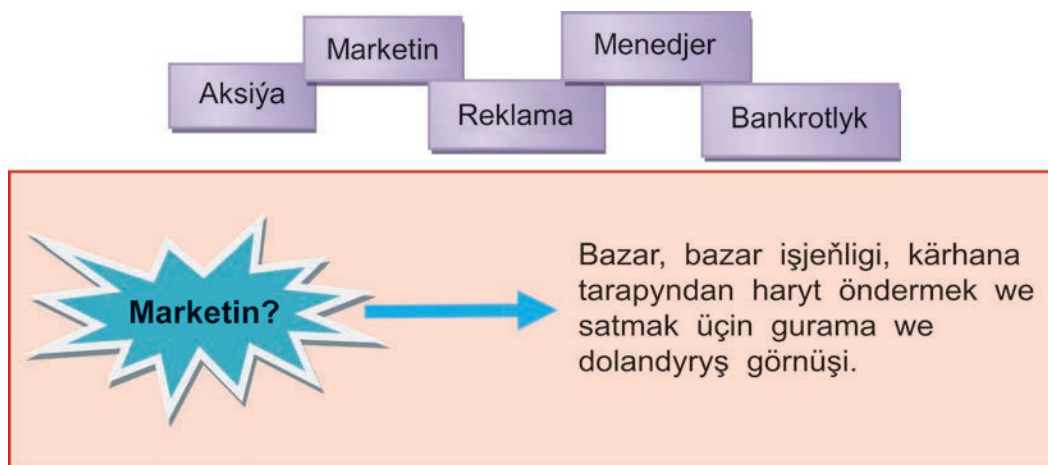 Aksiýa
Marketin
Reklama
Menedjer
Bankrotlyk
Marketin?
Bazar, bazar işjeňligi, kärhana
tarapyndan haryt öndermek we
satmak üçin gurama we
dolandyryş görnüşi.